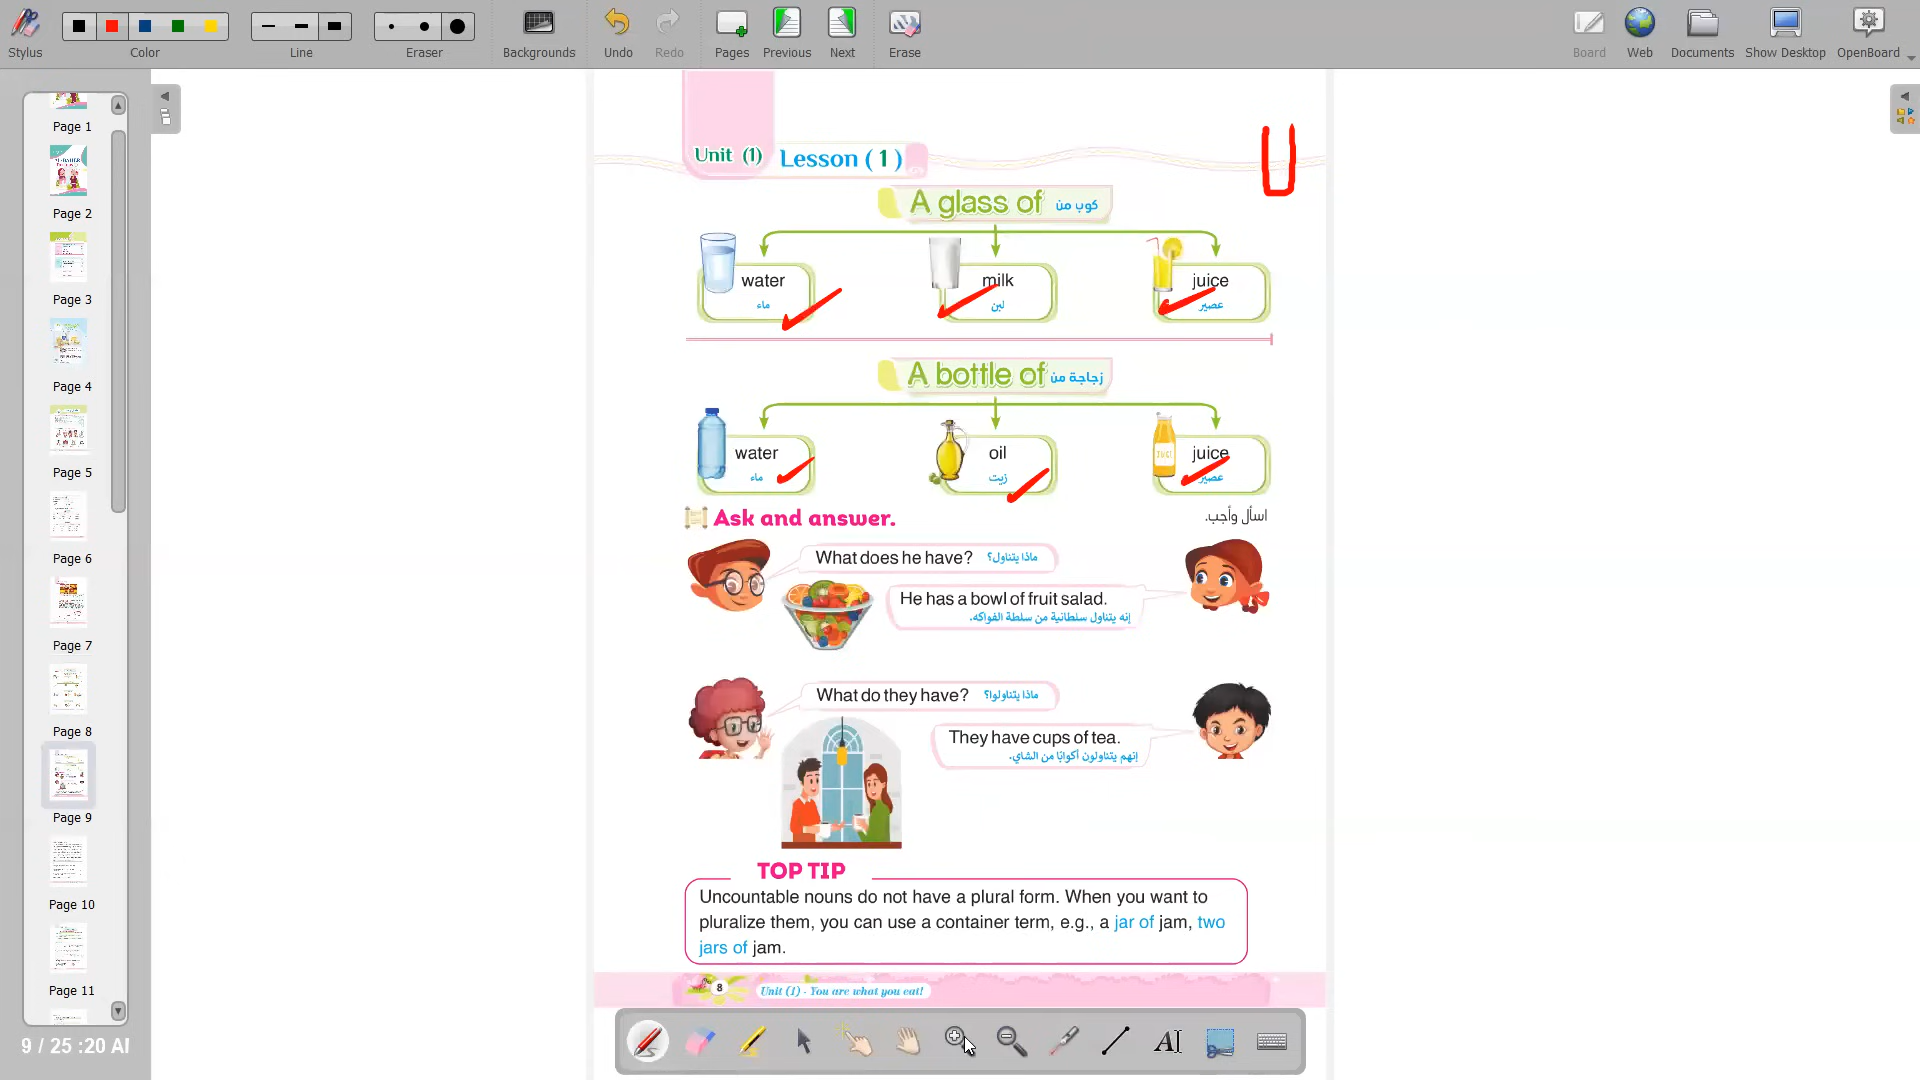 Stylus
Color
Line
Eraser
Backgrounds
Undo
Redo
Pages
Previous
Next
Erase
Board
Web
Documents
Show Desktop
OpenBoard
Page 1
Page 2
Page 3
Page 4
Page 5
Page 6
Page 7
Page 8
Page 9
Page 10
Page 11
9 / 25 :20 AI
Unit (1) Lesson ( 1 )
A glass of كوب من
water
ماء
milk
لبن
juice
عصير
A bottle of زجاجة من
water
ماء
oil
زيت
JUICE
juice
عصير
Ask and answer.
اسأل وأجب.
What does he have? ماذا يتناول؟
He has a bowl of fruit salad.
إنه يتناول سلطانية من سلطة الفواكه.
What do they have? ماذا يتناولوا؟
They have cups of tea.
إنهم يتناولون أكوابًا من الشاي.
TOP TIP
Uncountable nouns do not have a plural form. When you want to
pluralize them, you can use a container term, e.g., a jar of jam, two
jars of jam.
8
Unit (1) - You are what you eat!